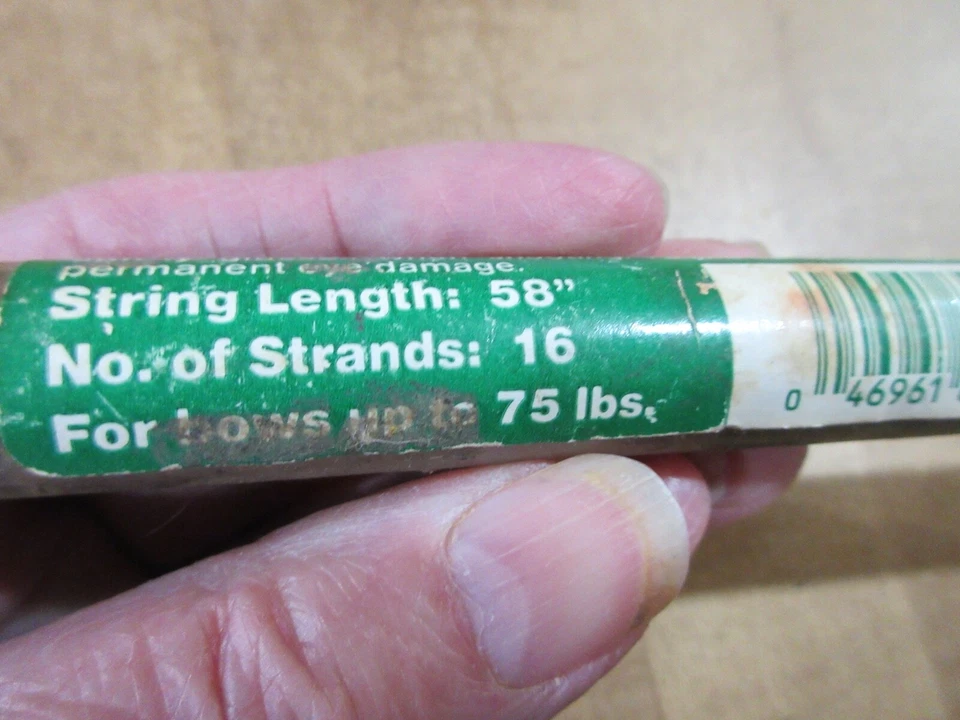 permanent eye damage.
String Length: 58”
No. of Strands: 16
For bows up to 75 lbs.
0 46961